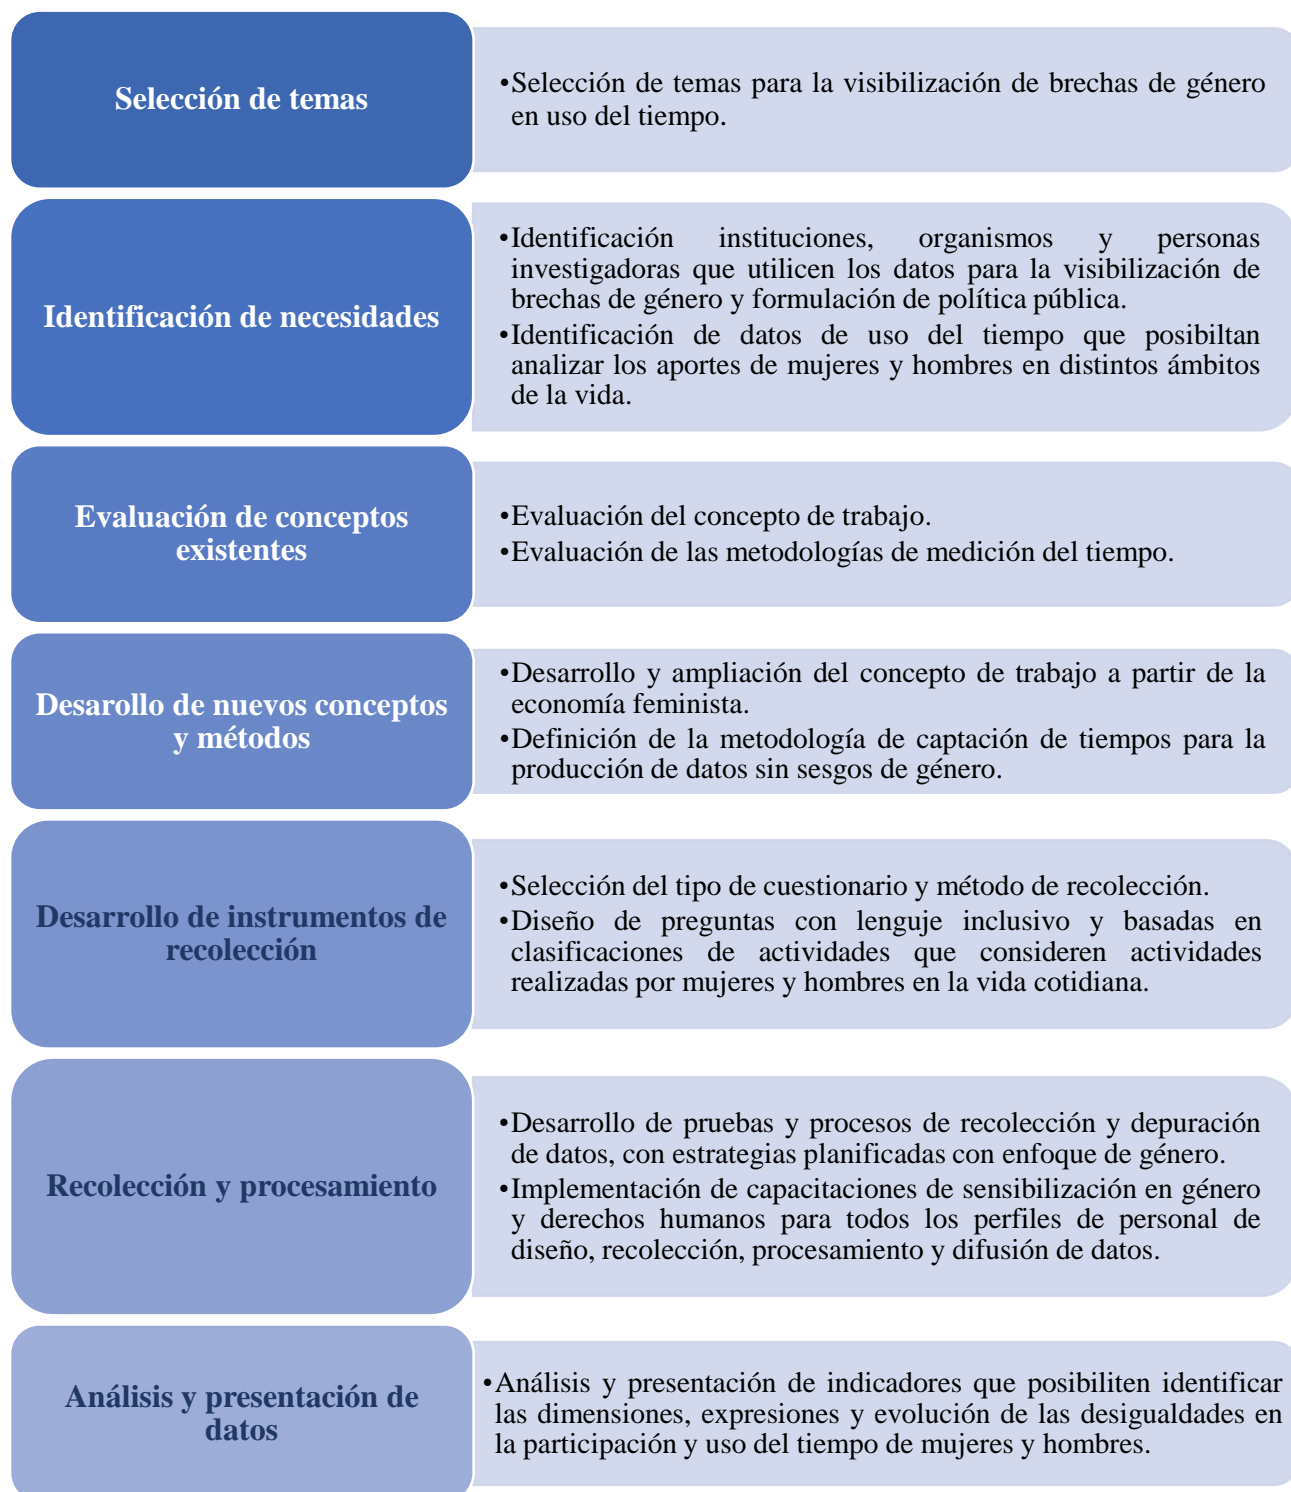 Selección de temas
•Selección de temas para la visibilización de brechas de género
en uso del tiempo.
Identificación de necesidades
•Identificación instituciones, organismos y personas
investigadoras que utilicen los datos para la visibilización de
brechas de género y formulación de política pública.
•Identificación de datos de uso del tiempo que posibiltan
analizar los aportes de mujeres y hombres en distintos ámbitos
de la vida.
Evaluación de conceptos
existentes
•Evaluación del concepto de trabajo.
•Evaluación de las metodologías de medición del tiempo.
Desarollo de nuevos conceptos
y métodos
•Desarrollo y ampliación del concepto de trabajo a partir de la
economía feminista.
•Definición de la metodología de captación de tiempos para la
producción de datos sin sesgos de género.
Desarrollo de instrumentos de
recolección
•Selección del tipo de cuestionario y método de recolección.
•Diseño de preguntas con lenguje inclusivo y basadas en
clasificaciones de actividades que consideren actividades
realizadas por mujeres y hombres en la vida cotidiana.
Recolección y procesamiento
•Desarrollo de pruebas y procesos de recolección y depuración
de datos, con estrategias planificadas con enfoque de género.
•Implementación de capacitaciones de sensibilización en género
y derechos humanos para todos los perfiles de personal de
diseño, recolección, procesamiento y difusión de datos.
Análisis y presentación de
datos
•Análisis y presentación de indicadores que posibiliten identificar
las dimensiones, expresiones y evolución de las desigualdades en
la participación y uso del tiempo de mujeres y hombres.